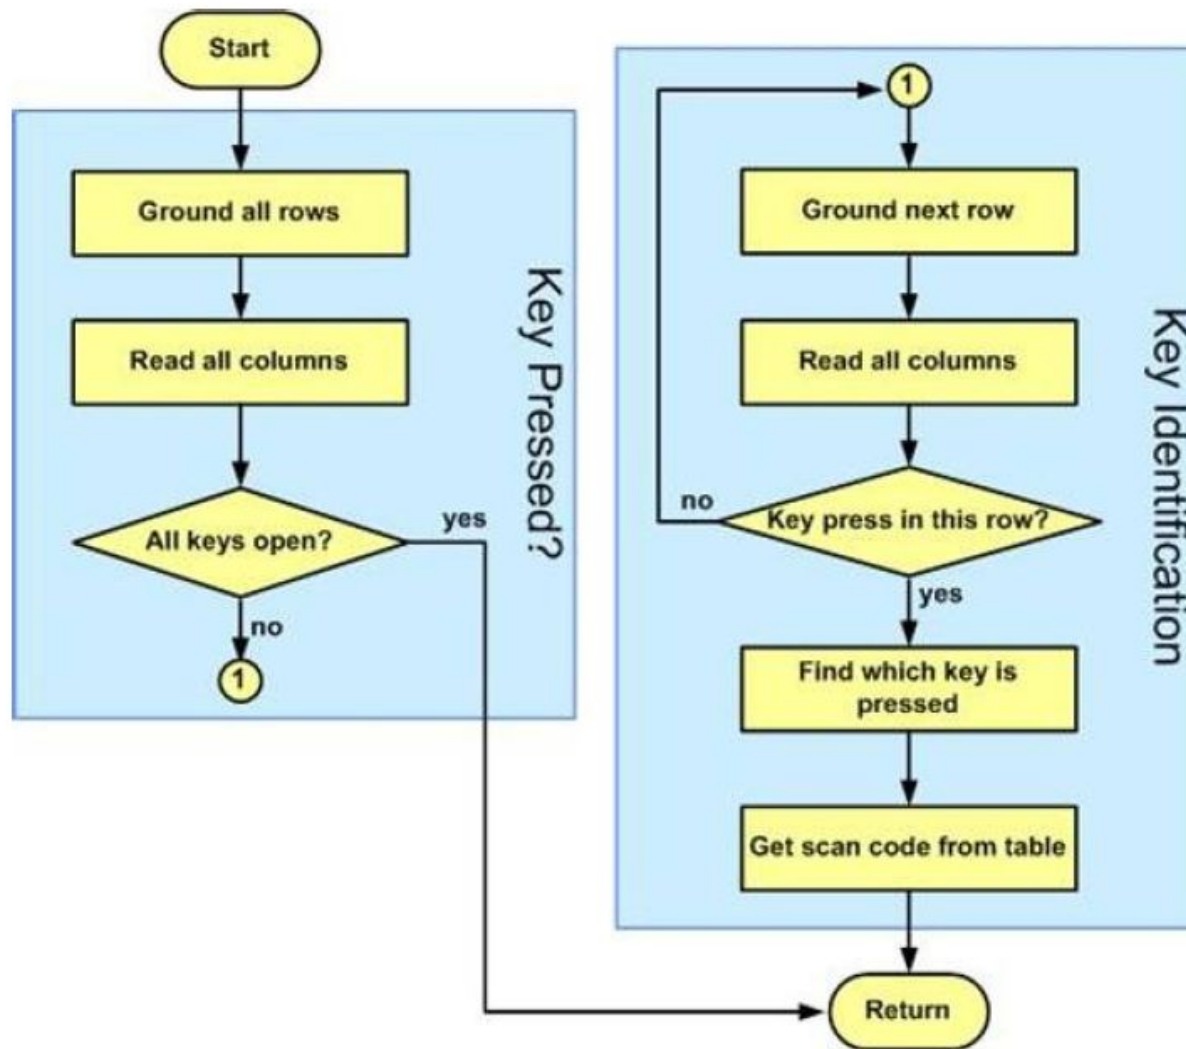 Start
Ground all rows
Read all columns
All keys open?
yes
no
1
Key Pressed?
1
Ground next row
Read all columns
Key press in this row?
no
yes
Find which key is
pressed
Get scan code from table
Key Identification
Return